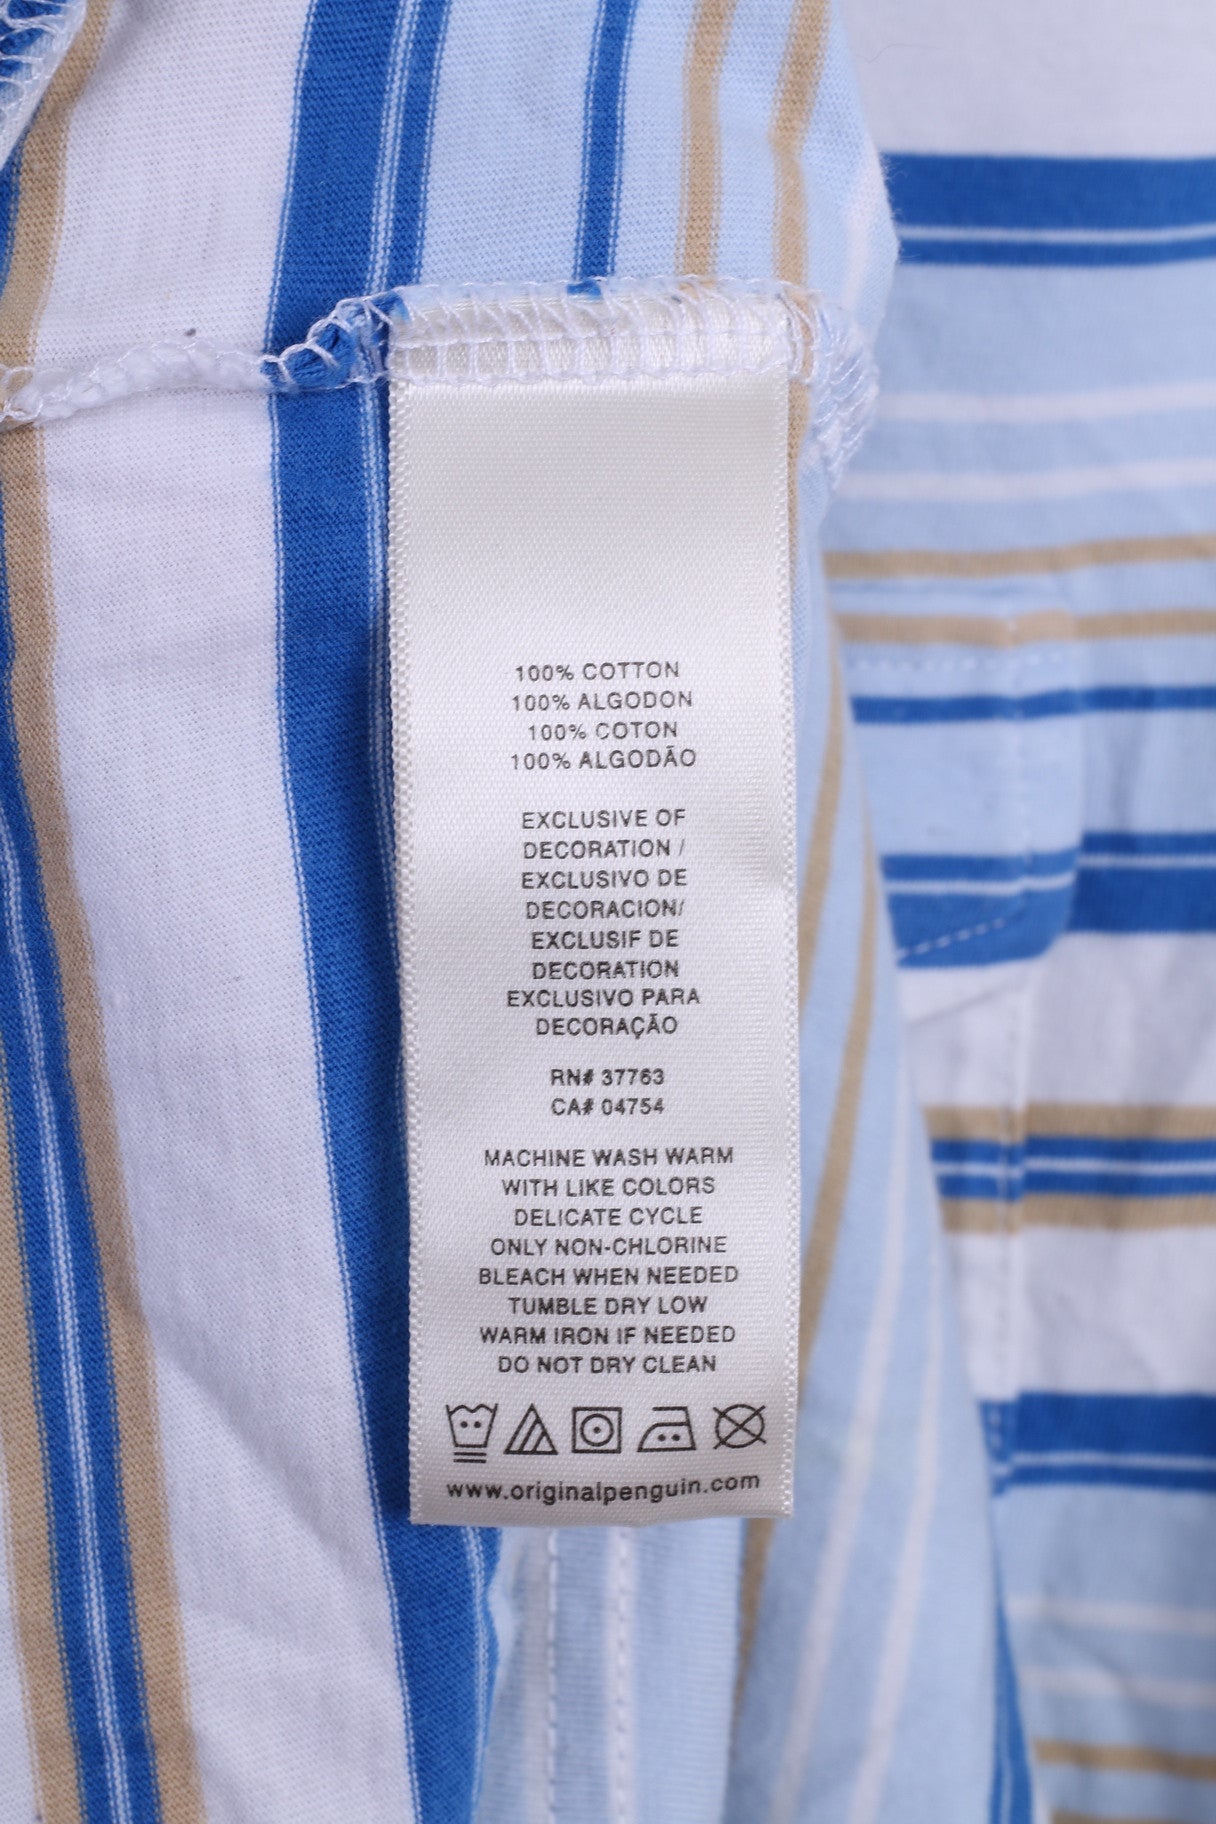 100% COTTON
100% ALGODON
100% COTON
100% ALGODÃO
EXCLUSIVE OF
DECORATION /
EXCLUSIVO DE
DECORACION/
EXCLUSIF DE
DECORATION
EXCLUSIVO PARA
DECORAÇÃO
RN# 37763
CA# 04754
MACHINE WASH WARM
WITH LIKE COLORS
DELICATE CYCLE
ONLY NON-CHLORINE
BLEACH WHEN NEEDED
TUMBLE DRY LOW
WARM IRON IF NEEDED
DO NOT DRY CLEAN
www.originalpenguin.com